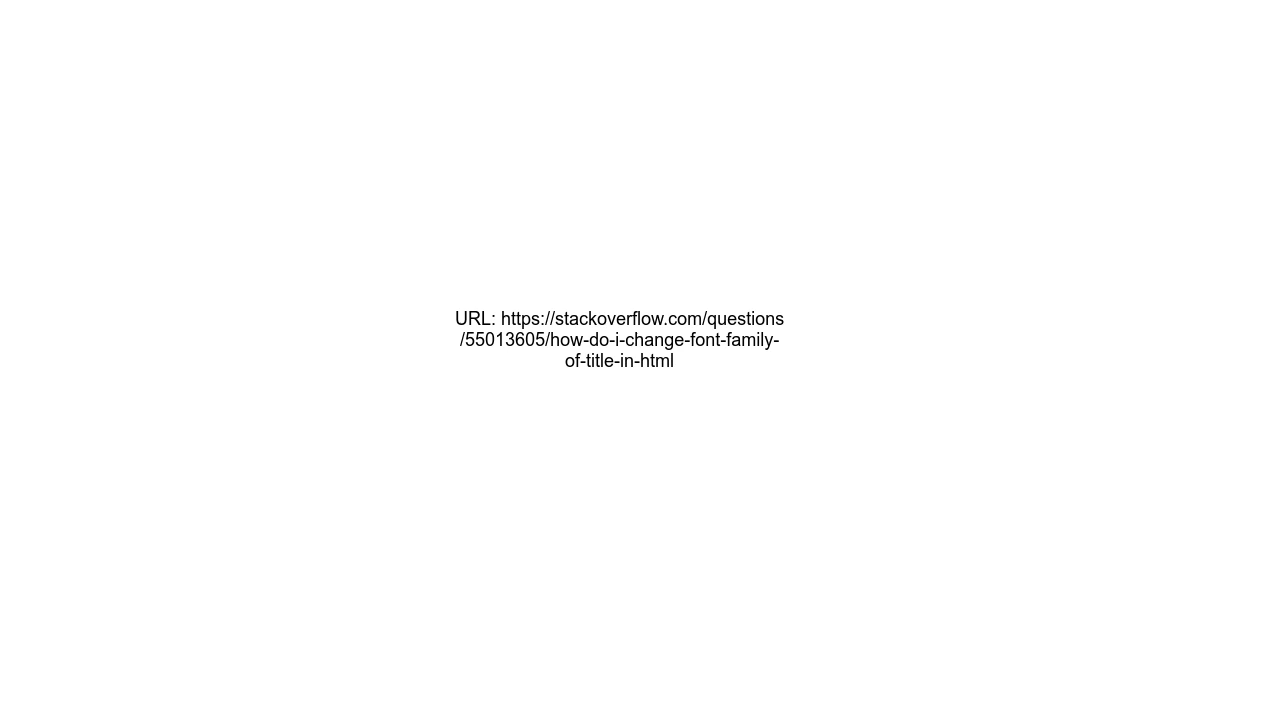 URL: https://stackoverflow.com/questions
/55013605/how-do-i-change-font-family-
of-title-in-html